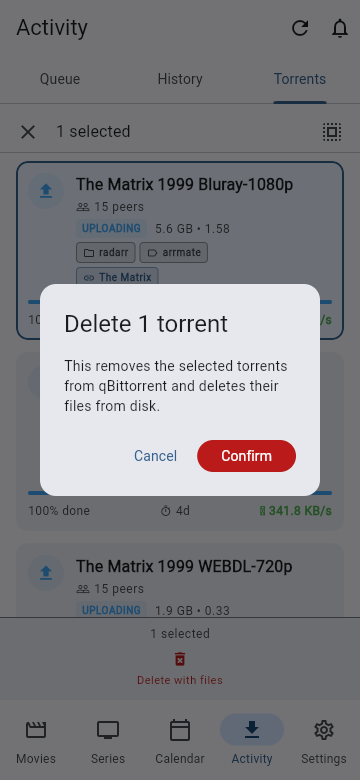 Activity
Queue
History
Torrents
1 selected
The Matrix 1999 Bluray-1080p
15 peers
UPLOADING 5.6 GB • 1.58
radarr
arrmate
The Matrix
10
/s
Delete 1 torrent
This removes the selected torrents
from qBittorrent and deletes their
files from disk.
Cancel
Confirm
100% done
4d
341.8 KB/s
The Matrix 1999 WEBDL-720p
15 peers
UPLOADING 1.9 GB • 0.33
1 selected
Delete with files
Movies
Series
Calendar
Activity
Settings